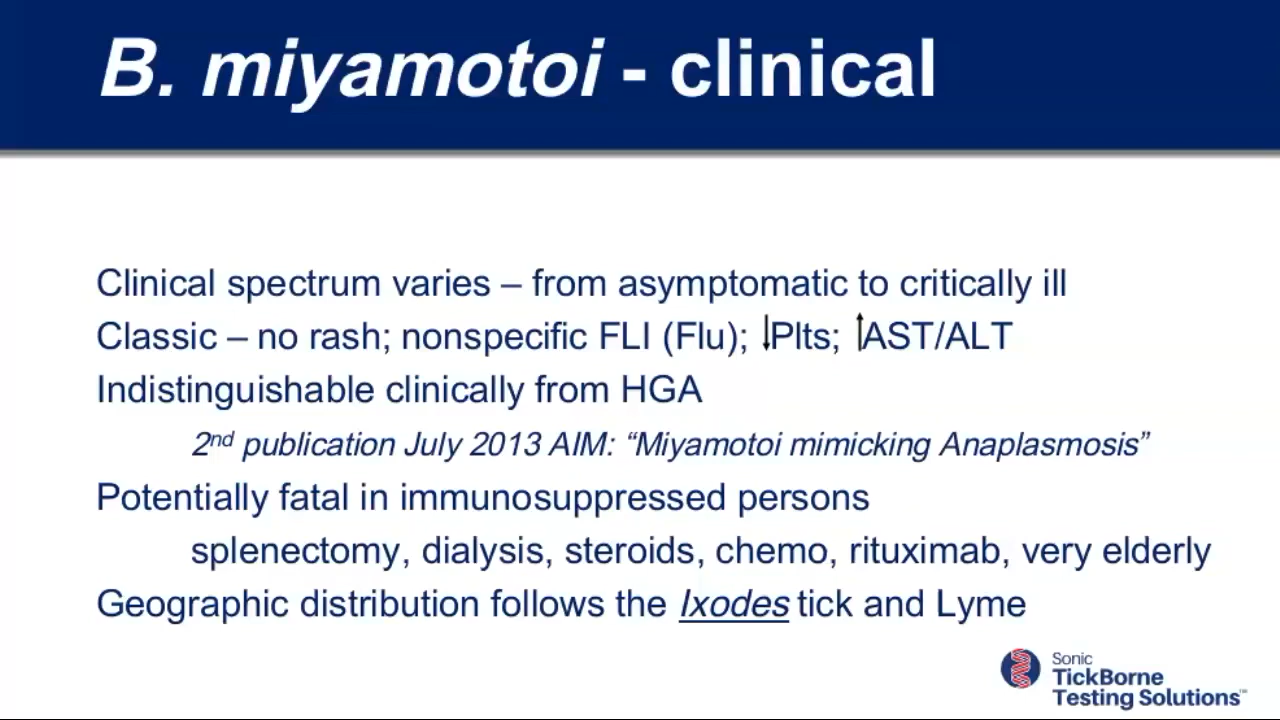 B. miyamotoi - clinical
Clinical spectrum varies – from asymptomatic to critically ill
Classic – no rash; nonspecific FLI (Flu); ↓Plts; ↑AST/ALT
Indistinguishable clinically from HGA
2nd publication July 2013 AIM: “Miyamotoi mimicking Anaplasmosis”
Potentially fatal in immunosuppressed persons
splenectomy, dialysis, steroids, chemo, rituximab, very elderly
Geographic distribution follows the Ixodes tick and Lyme
Sonic
TickBorne
Testing Solutions™